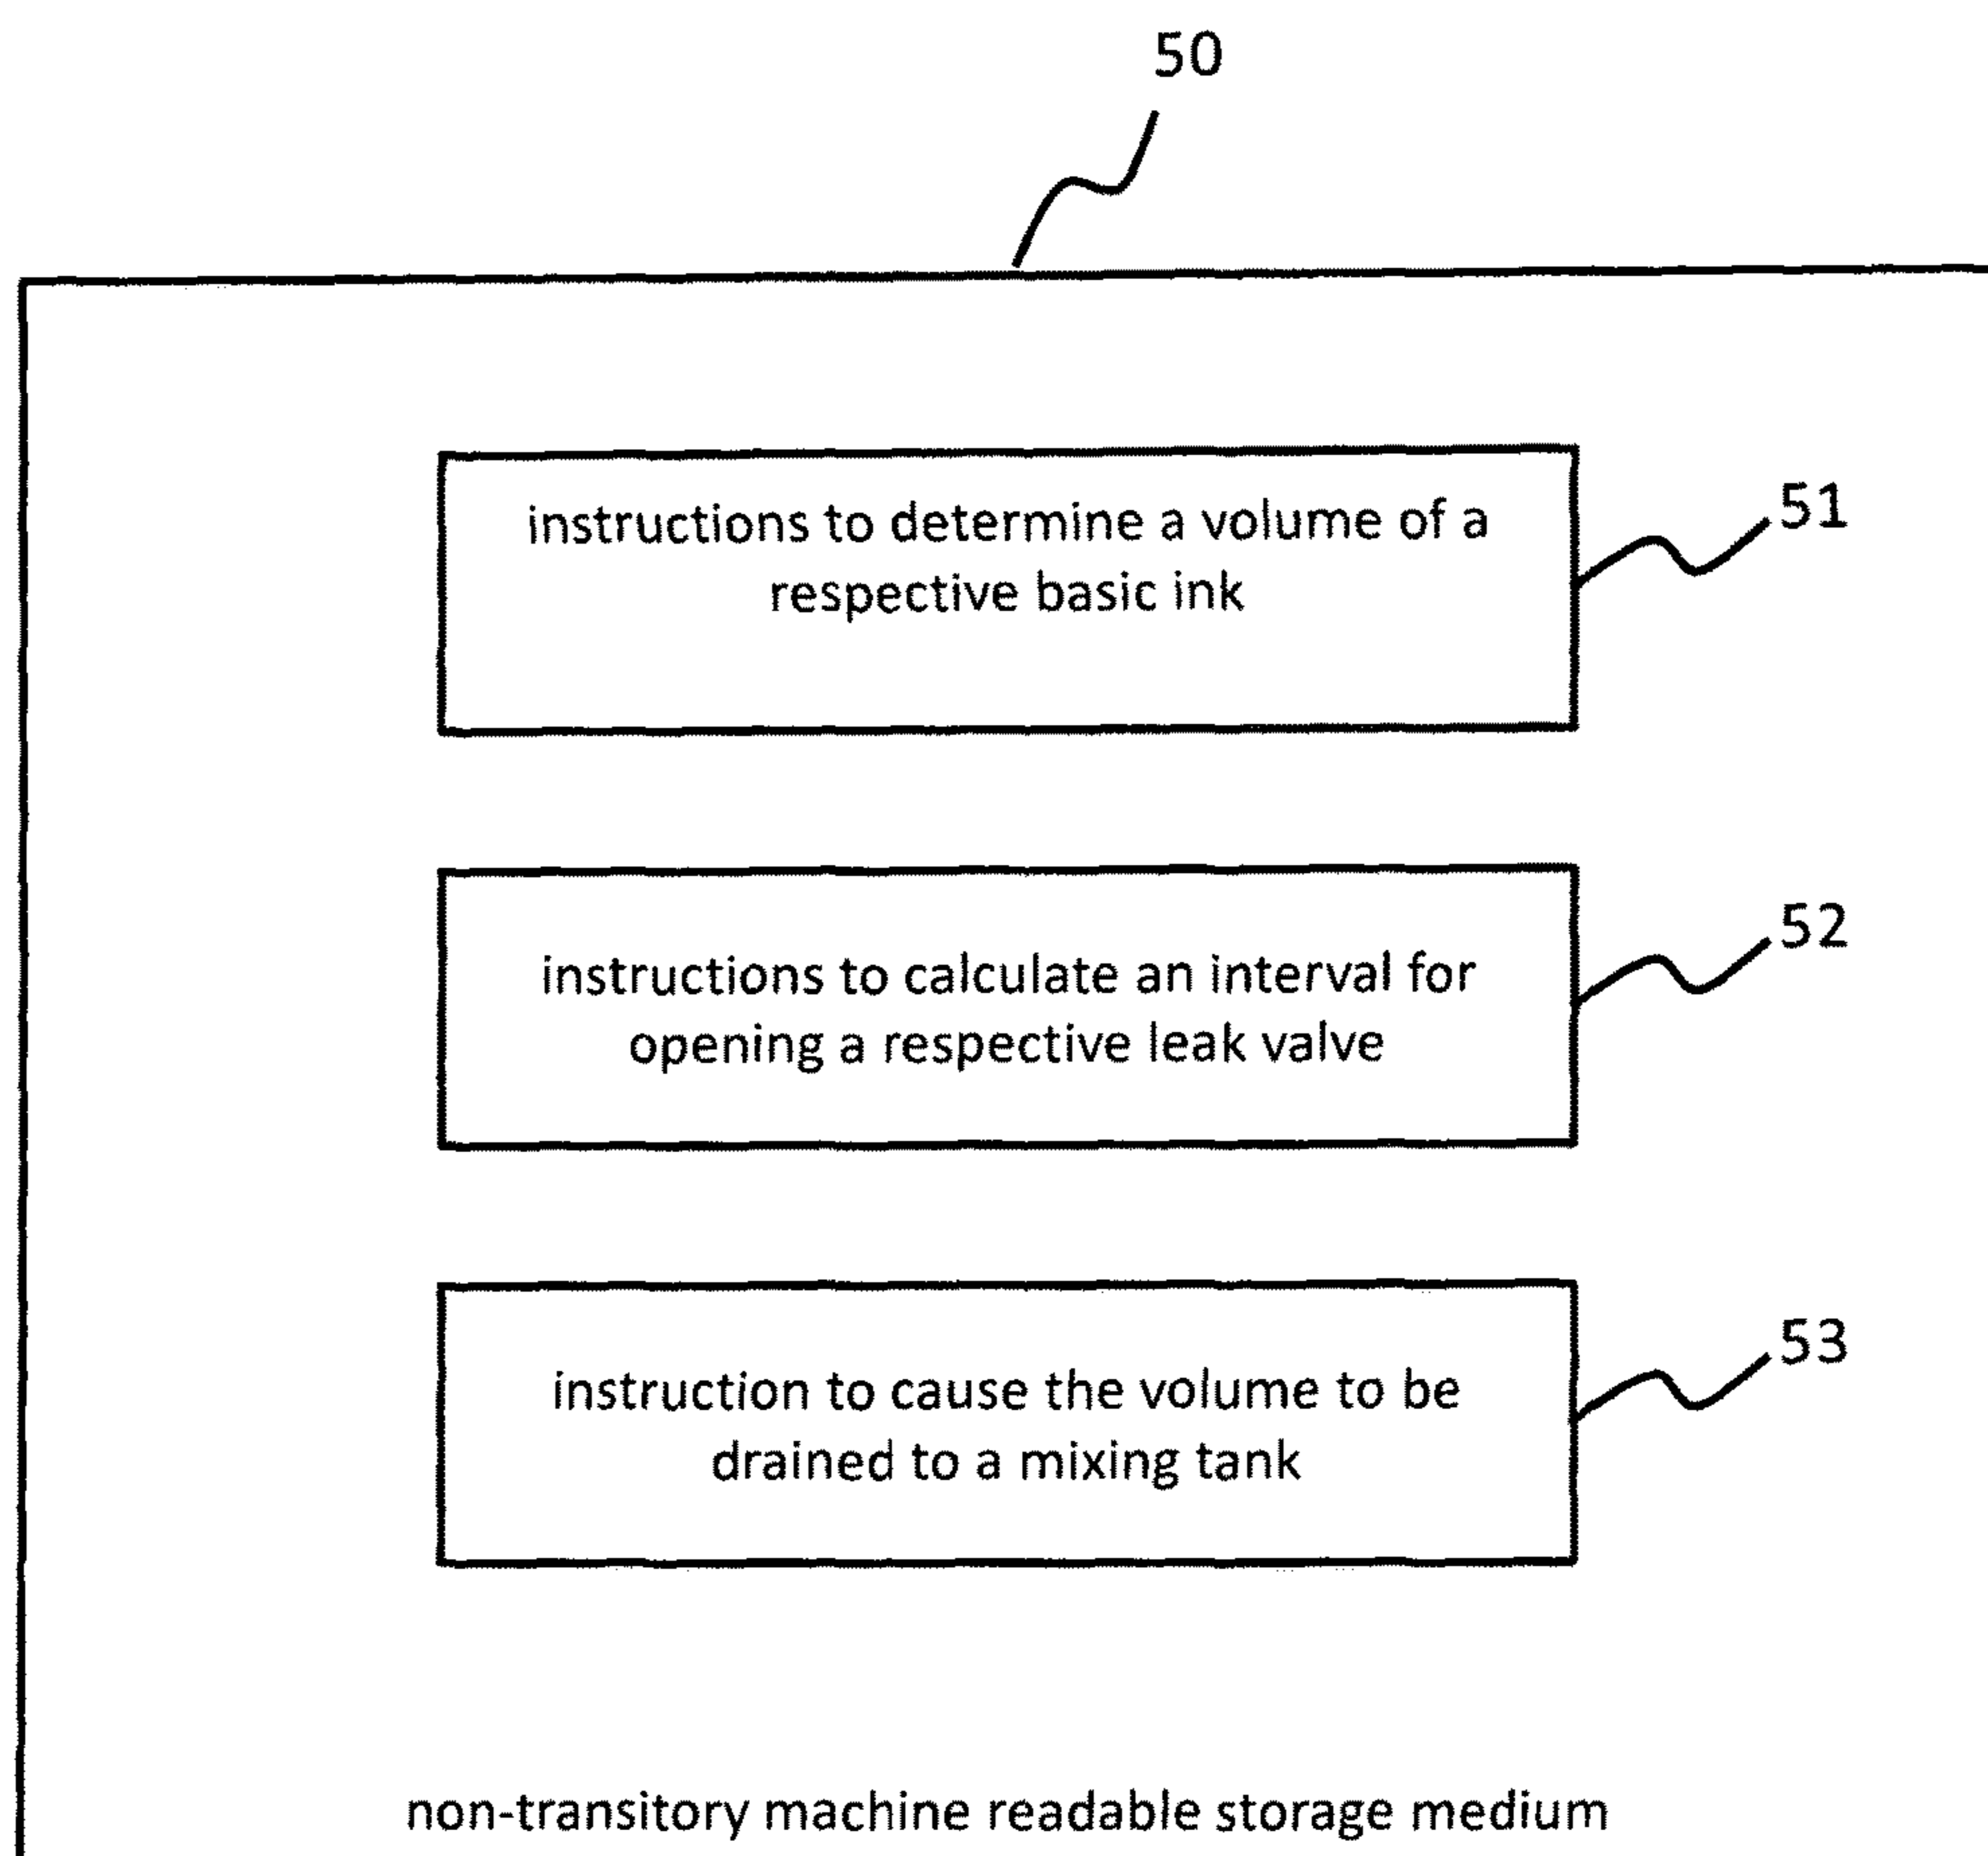 50
instructions to determine a volume of a
respective basic ink
51
instructions to calculate an interval for
opening a respective leak valve
52
instruction to cause the volume to be
drained to a mixing tank
53
non-transitory machine readable storage medium